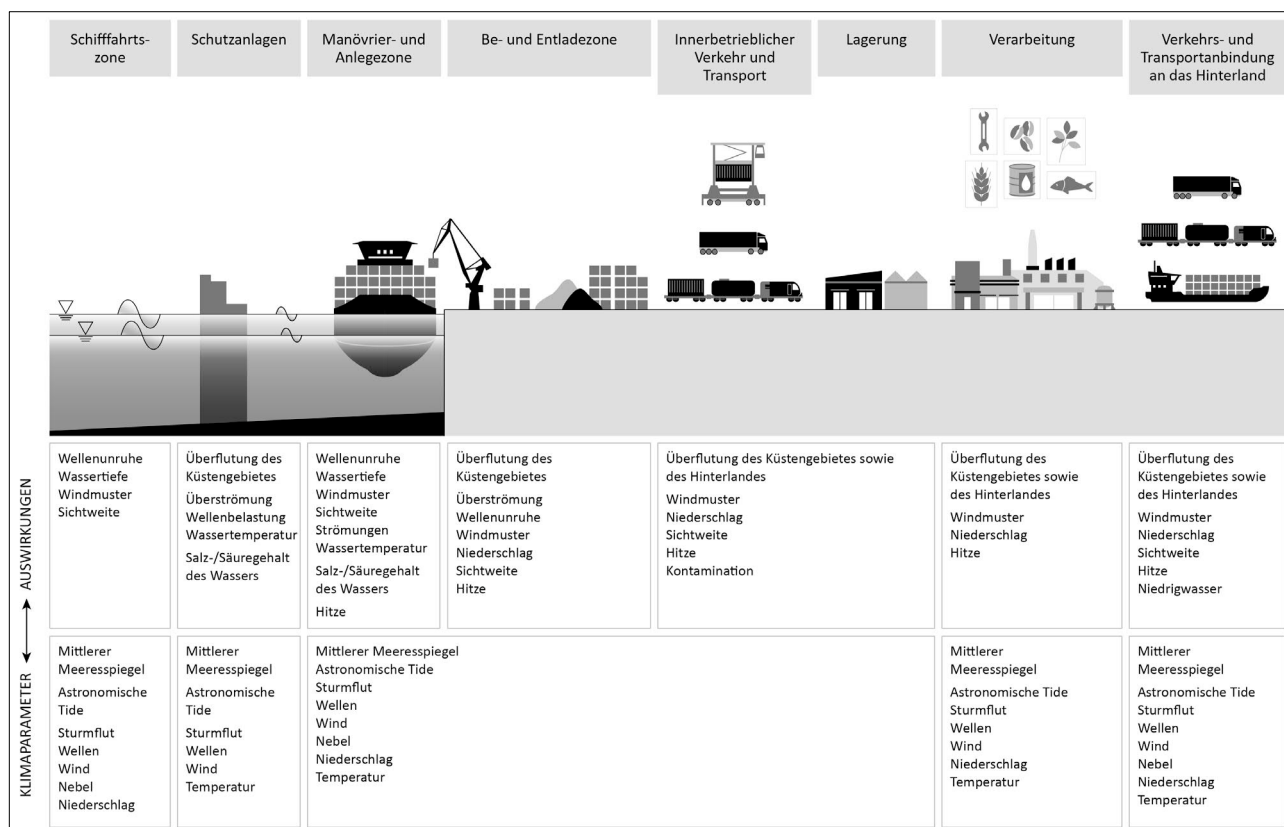 Schifffahrts-
zone
Schutzanlagen
Manövrier- und
Anlegezone
Be- und Entladezone
Innerbetrieblicher
Verkehr und
Transport
Lagerung
Verarbeitung
Verkehrs- und
Transportanbindung
an das Hinterland
AUSWIRKUNGEN
Wellenunruhe
Wassertiefe
Windmuster
Sichtweite
Überflutung des
Küstengebietes
Überströmung
Wellenbelastung
Wassertemperatur
Salz-/Säuregehalt
des Wassers
Wellenunruhe
Wassertiefe
Windmuster
Sichtweite
Strömungen
Wassertemperatur
Salz-/Säuregehalt
des Wassers
Hitze
Überflutung des
Küstengebietes
Überströmung
Wellenunruhe
Windmuster
Niederschlag
Sichtweite
Hitze
Überflutung des Küstengebietes sowie
des Hinterlandes
Windmuster
Niederschlag
Sichtweite
Hitze
Kontamination
Überflutung des
Küstengebietes sowie
des Hinterlandes
Windmuster
Niederschlag
Hitze
Überflutung des
Küstengebietes sowie
des Hinterlandes
Windmuster
Niederschlag
Sichtweite
Hitze
Niedrigwasser
KLIMAPARAMETER
Mittlerer
Meeresspiegel
Astronomische
Tide
Sturmflut
Wellen
Wind
Nebel
Niederschlag
Mittlerer
Meeresspiegel
Astronomische
Tide
Sturmflut
Wellen
Wind
Temperatur
Mittlerer Meeresspiegel
Astronomische Tide
Sturmflut
Wellen
Wind
Nebel
Niederschlag
Temperatur
Mittlerer
Meeresspiegel
Astronomische Tide
Sturmflut
Wellen
Wind
Niederschlag
Temperatur
Mittlerer
Meeresspiegel
Astronomische Tide
Sturmflut
Wellen
Wind
Nebel
Niederschlag
Temperatur